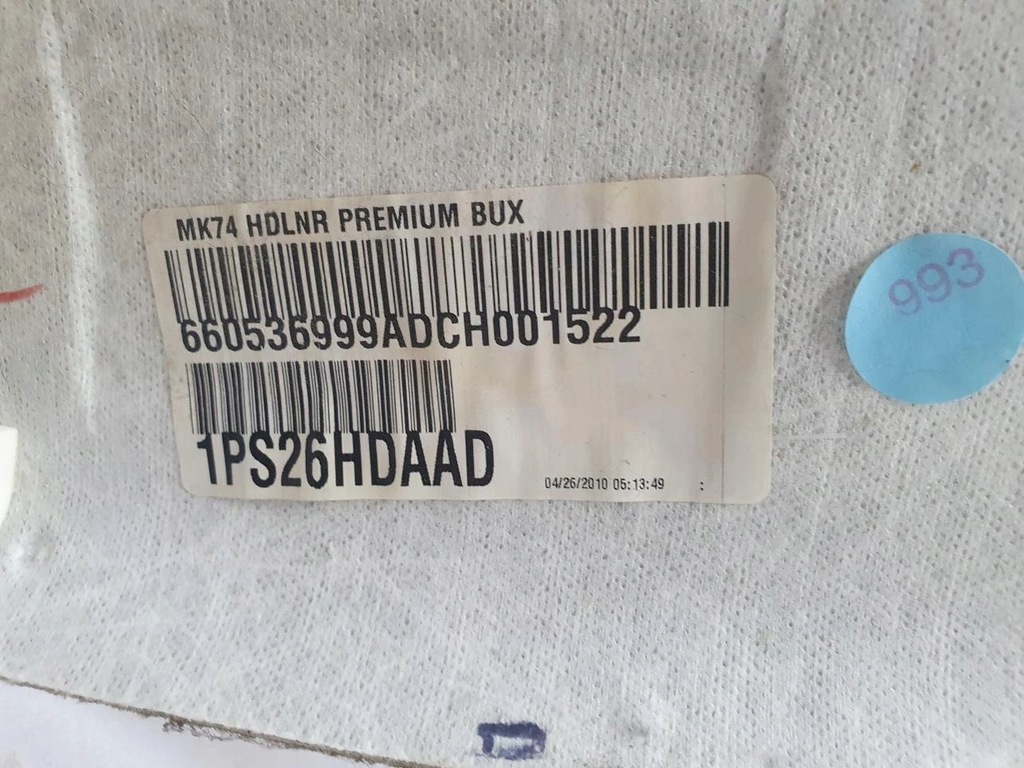 MK74 HDLNR PREMIUM BUX
660536999ADCH001522
1PS26HDAAD
04/26/2010 05:13:49 :
993
D